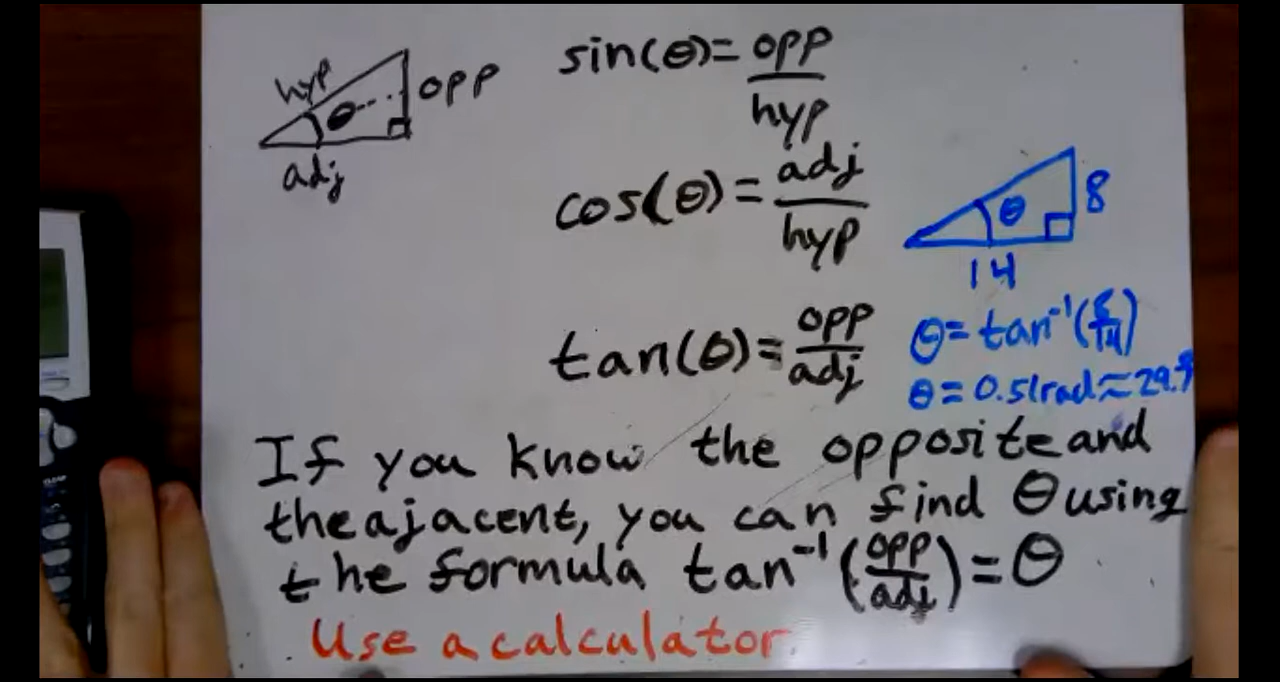 hyp
θ
opp
adj
sin(θ)= opp
hyp
cos(θ)= adj
hyp
θ
8
14
tan(θ)= opp
adj
θ= tan⁻¹(8/14)
θ= 0.51rad≈29.
If you know the opposite and
the ajacent, you can find θ using
the formula tan⁻¹(opp/adj)=θ
Use a calculator.